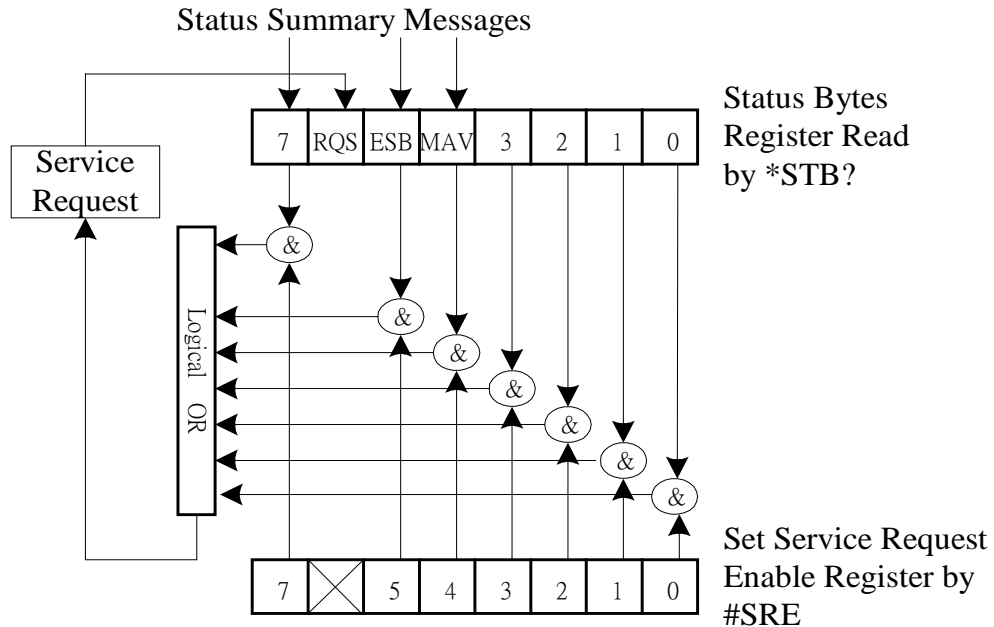 Status Summary Messages
7 RQS ESB MAV 3 2 1 0
Status Bytes
Register Read
by *STB?
Service
Request
&
&
&
&
&
&
&
Logical OR
7 5 4 3 2 1 0
Set Service Request
Enable Register by
#SRE